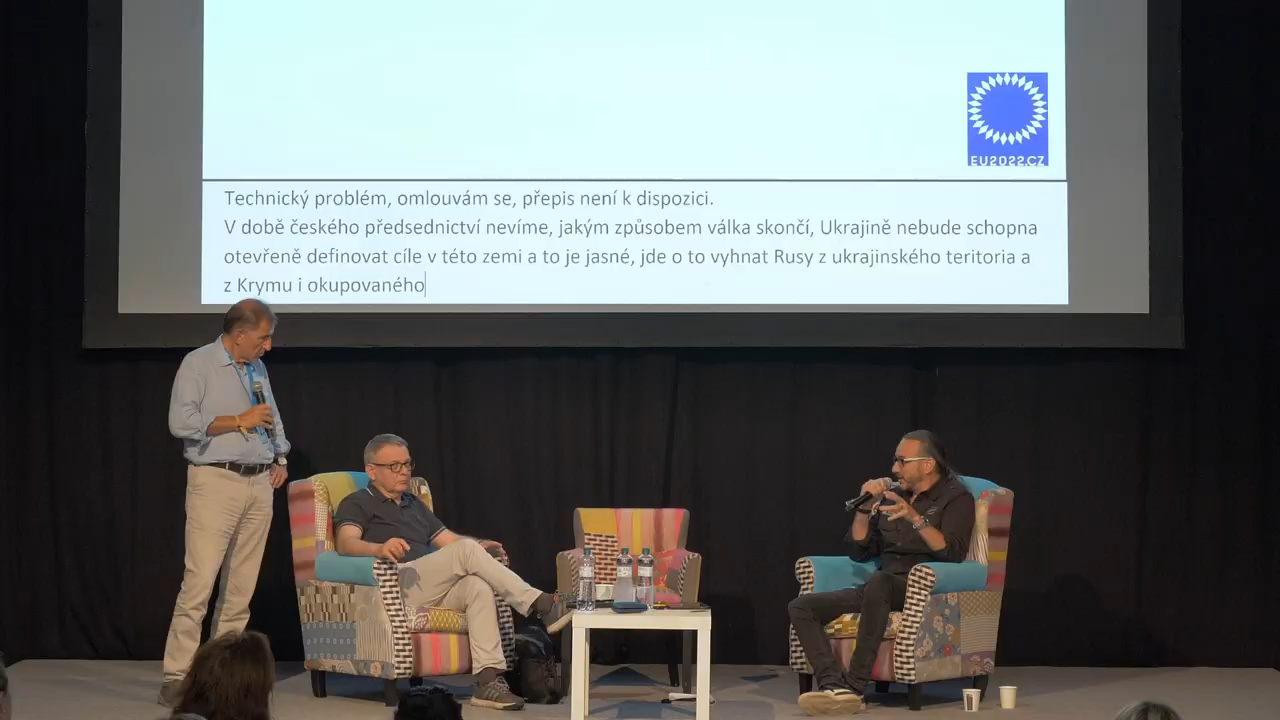 EU2022.CZ
Technický problém, omlouvám se, přepis není k dispozici.
V době českého předsednictví nevíme, jakým způsobem válka skončí, Ukrajině nebude schopna
otevřeně definovat cíle v této zemi a to je jasné, jde o to vyhnat Rusy z ukrajinského teritoria a
z Krymu i okupovaného